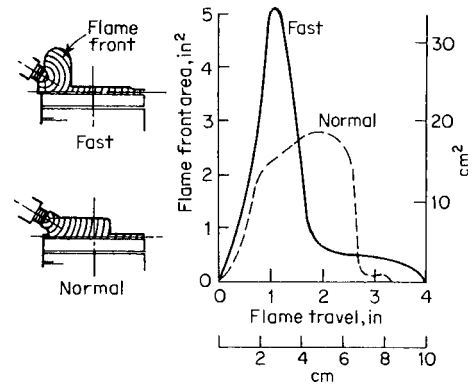 Flame
front
Fast
Normal
Flame front area, in²
5
4
3
2
1
0
Fast
Normal
30
20
10
cm²
0 1 2 3 4
Flame travel, in
2 4 6 8 10
cm